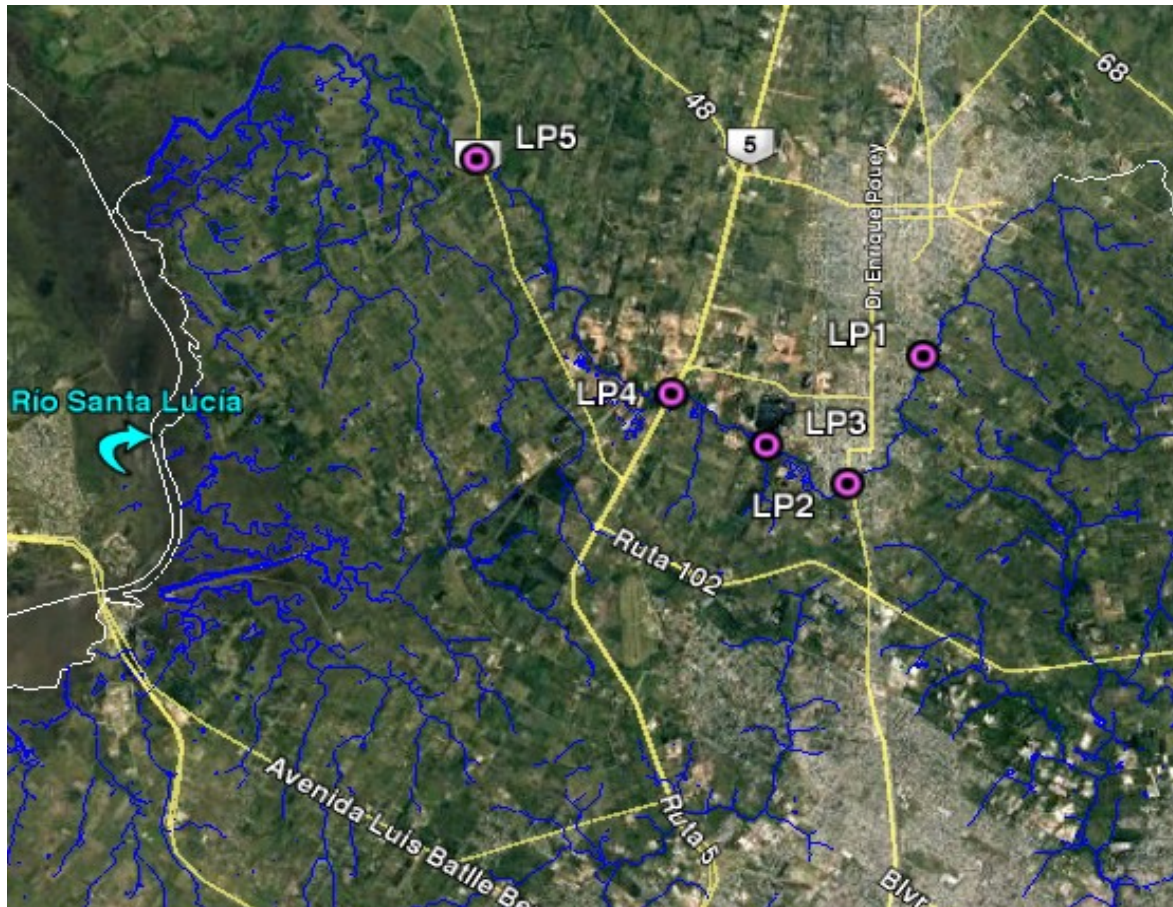 68
48
LP5
5
Dr Enrique Pouey
LP1
LP4
Río Santa Lucía
LP3
LP2
Ruta 102
Ruta 5
Avenida Luis Batlle Be
Blvr